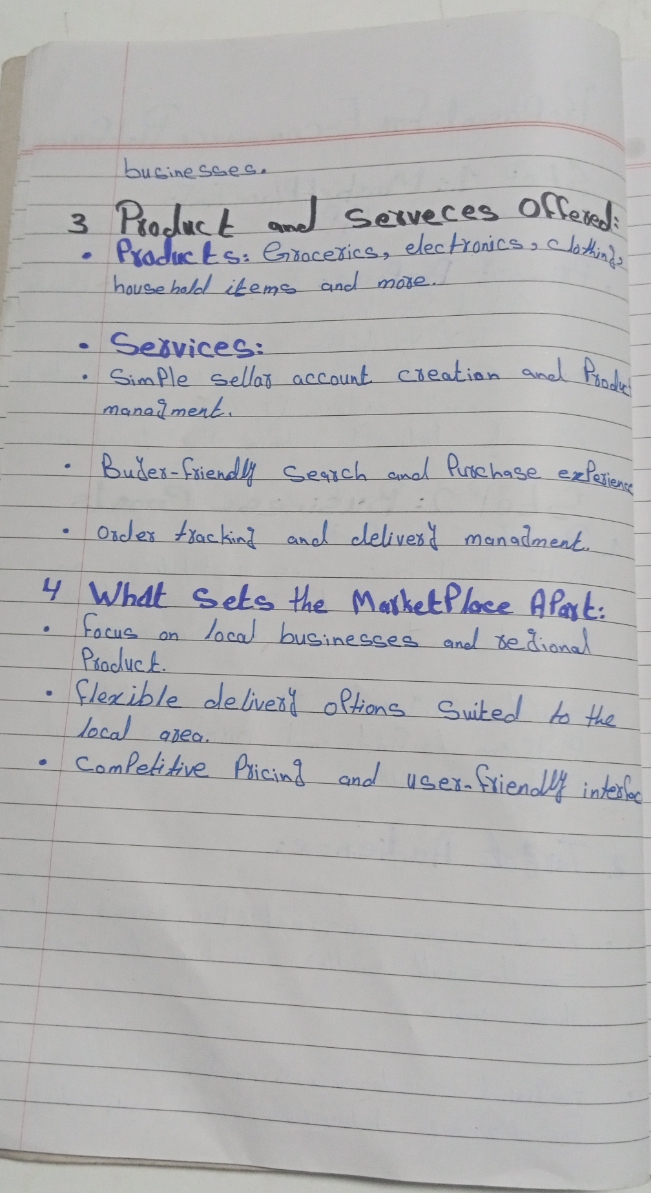 businesses.
3 Product and Serveces Offered:
• Products: Groceries, electronics, clothing,
household items and more.
• Services:
• Simple sellar account creation and Produc
managment.
• Buyer-friendly Search and Purchase experience
• Order tracking and delivery managment.
4 What Sets the MarketPlace Apart:
• Focus on local businesses and regional
Product.
• flexible delivery options Suited to the
local area.
• Competitive Pricing and user-friendly interfac